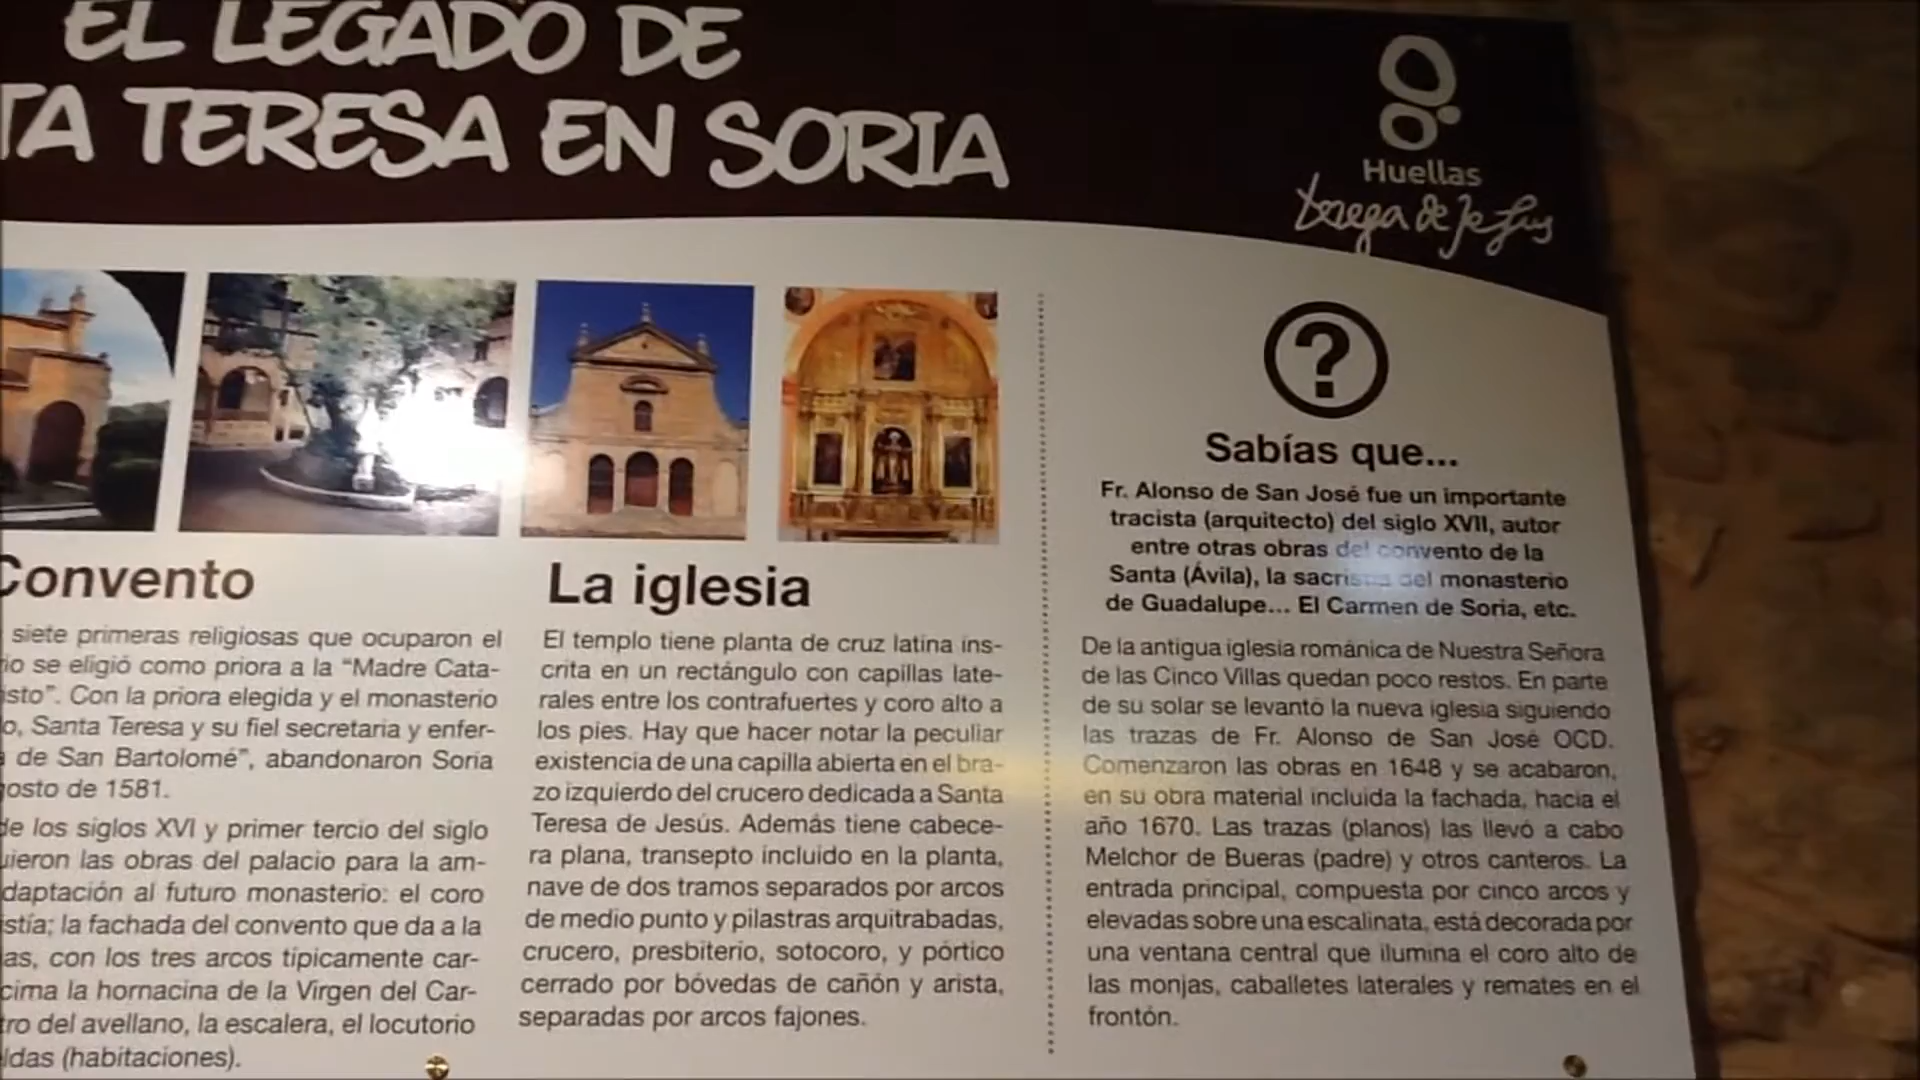 EL LEGADO DE
TA TERESA EN SORIA
Huellas
teresa de Jesus
Convento
siete primeras religiosas que ocuparon el
se eligió como priora a la “Madre Cata-
Con la priora elegida y el monasterio
Santa Teresa y su fiel secretaria y enfer-
de San Bartolomé”, abandonaron Soria
de 1581.
de los siglos XVI y primer tercio del siglo
las obras del palacio para la am-
al futuro monasterio: el coro
la fachada del convento que da a la
con los tres arcos típicamente car-
la hornacina de la Virgen del Car-
del avellano, la escalera, el locutorio
(habitaciones).
La iglesia
El templo tiene planta de cruz latina ins-
crita en un rectángulo con capillas late-
rales entre los contrafuertes y coro alto a
los pies. Hay que hacer notar la peculiar
existencia de una capilla abierta en el bra-
zo izquierdo del crucero dedicada a Santa
Teresa de Jesús. Además tiene cabece-
ra plana, transepto incluido en la planta,
nave de dos tramos separados por arcos
de medio punto y pilastras arquitrabadas,
crucero, presbiterio, sotocoro, y pórtico
cerrado por bóvedas de cañón y arista,
separadas por arcos fajones.
?
Sabías que...
Fr. Alonso de San José fue un importante
tracista (arquitecto) del siglo XVII, autor
entre otras obras del convento de la
Santa (Ávila), la sacristía del monasterio
de Guadalupe... El Carmen de Soria, etc.
De la antigua iglesia románica de Nuestra Señora
de las Cinco Villas quedan poco restos. En parte
de su solar se levantó la nueva iglesia siguiendo
las trazas de Fr. Alonso de San José OCD.
Comenzaron las obras en 1648 y se acabaron,
en su obra material incluida la fachada, hacia el
año 1670. Las trazas (planos) las llevó a cabo
Melchor de Bueras (padre) y otros canteros. La
entrada principal, compuesta por cinco arcos y
elevadas sobre una escalinata, está decorada por
una ventana central que ilumina el coro alto de
las monjas, caballetes laterales y remates en el
frontón.